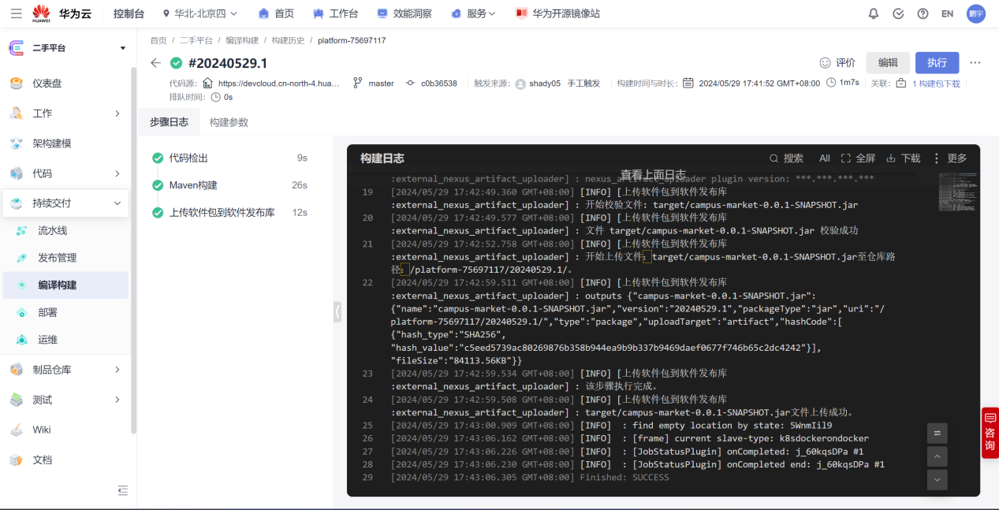 HUAWEI
华为云
控制台
华北-北京四
首页
工作台
效能洞察
服务
华为开源镜像站
EN
鹏宇
二手平台
仪表盘
工作
架构建模
代码
持续交付
流水线
发布管理
编译构建
部署
运维
制品仓库
测试
Wiki
文档
首页 / 二手平台 / 编译构建 / 构建历史 / platform-75697117
#20240529.1
评价
编辑
执行
代码源: https://devcloud.cn-north-4.hua... master c0b36538 触发来源: shady05 手工触发 构建时间与时长: 2024/05/29 17:41:52 GMT+08:00 1m7s 关联: 1 构建包下载
排队时间: 0s
步骤日志
构建参数
代码检出 9s
Maven构建 26s
上传软件包到软件发布库 12s
构建日志
搜索
All
全屏
下载
更多
查看上面日志
:external_nexus_artifact_uploader] : nexus_artifact_uploader plugin version: ***.***.***.***
19 [2024/05/29 17:42:49.360 GMT+08:00] [INFO] [上传软件包到软件发布库
:external_nexus_artifact_uploader] : 开始校验文件: target/campus-market-0.0.1-SNAPSHOT.jar
20 [2024/05/29 17:42:49.577 GMT+08:00] [INFO] [上传软件包到软件发布库
:external_nexus_artifact_uploader] : 文件 target/campus-market-0.0.1-SNAPSHOT.jar 校验成功
21 [2024/05/29 17:42:52.758 GMT+08:00] [INFO] [上传软件包到软件发布库
:external_nexus_artifact_uploader] : 开始上传文件：target/campus-market-0.0.1-SNAPSHOT.jar至仓库路
径：/platform-75697117/20240529.1/。
22 [2024/05/29 17:42:59.511 GMT+08:00] [INFO] [上传软件包到软件发布库
:external_nexus_artifact_uploader] : outputs {"campus-market-0.0.1-SNAPSHOT.jar":
{"name":"campus-market-0.0.1-SNAPSHOT.jar","version":"20240529.1","packageType":"jar","uri":"/
platform-75697117/20240529.1/","type":"package","uploadTarget":"artifact","hashCode":[
{"hash_type":"SHA256",
"hash_value":"c5eed5739ac80269876b358b944ea9b9b337b9469daef0677f746b65c2dc4242"}],
"fileSize":"84113.56KB"}}
23 [2024/05/29 17:42:59.534 GMT+08:00] [INFO] [上传软件包到软件发布库
:external_nexus_artifact_uploader] : 该步骤执行完成。
24 [2024/05/29 17:42:59.508 GMT+08:00] [INFO] [上传软件包到软件发布库
:external_nexus_artifact_uploader] : target/campus-market-0.0.1-SNAPSHOT.jar文件上传成功。
25 [2024/05/29 17:43:00.909 GMT+08:00] [INFO] : find empty location by state: 5WnmIil9
26 [2024/05/29 17:43:06.162 GMT+08:00] [INFO] : [frame] current slave-type: k8sdockerondocker
27 [2024/05/29 17:43:06.226 GMT+08:00] [INFO] : [JobStatusPlugin] onCompleted: j_60kqsDPa #1
28 [2024/05/29 17:43:06.230 GMT+08:00] [INFO] : [JobStatusPlugin] onCompleted end: j_60kqsDPa #1
29 [2024/05/29 17:43:06.305 GMT+08:00] Finished: SUCCESS
咨询